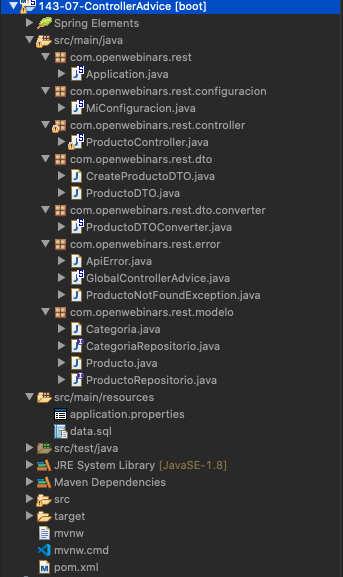 143-07-ControllerAdvice [boot]
Spring Elements
src/main/java
com.openwebinars.rest
Application.java
com.openwebinars.rest.configuracion
MiConfiguracion.java
com.openwebinars.rest.controller
ProductoController.java
com.openwebinars.rest.dto
CreateProductoDTO.java
ProductoDTO.java
com.openwebinars.rest.dto.converter
ProductoDTOConverter.java
com.openwebinars.rest.error
ApiError.java
GlobalControllerAdvice.java
ProductoNotFoundException.java
com.openwebinars.rest.modelo
Categoria.java
CategoriaRepositorio.java
Producto.java
ProductoRepositorio.java
src/main/resources
application.properties
data.sql
src/test/java
JRE System Library [JavaSE-1.8]
Maven Dependencies
src
target
mvnw
mvnw.cmd
pom.xml